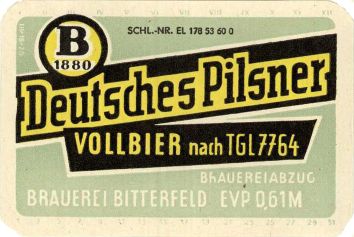 SCHL.-NR. EL 178 53 60 0
B
1880
Deutsches Pilsner
VOLLBIER nach TGL 7764
BRAUEREIABZUG
BRAUEREI BITTERFELD EVP 0,61 M